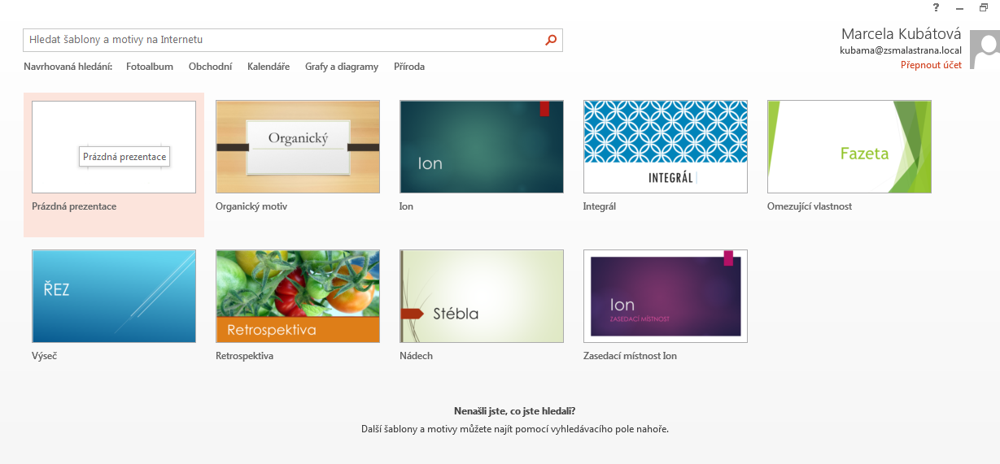 ?
Hledat šablony a motivy na Internetu
Marcela Kubátová
kubama@zsmalastrana.local
Přepnout účet
Navrhovaná hledání: Fotoalbum Obchodní Kalendáře Grafy a diagramy Příroda
Prázdná prezentace
Organický
Ion
INTEGRÁL
Fazeta
Prázdná prezentace
Organický motiv
Ion
Integrál
Omezující vlastnost
ŘEZ
Retrospektiva
Stébla
Ion
ZASEDACÍ MÍSTNOST
Výseč
Retrospektiva
Nádech
Zasedací místnost Ion
Nenašli jste, co jste hledali?
Další šablony a motivy můžete najít pomocí vyhledávacího pole nahoře.